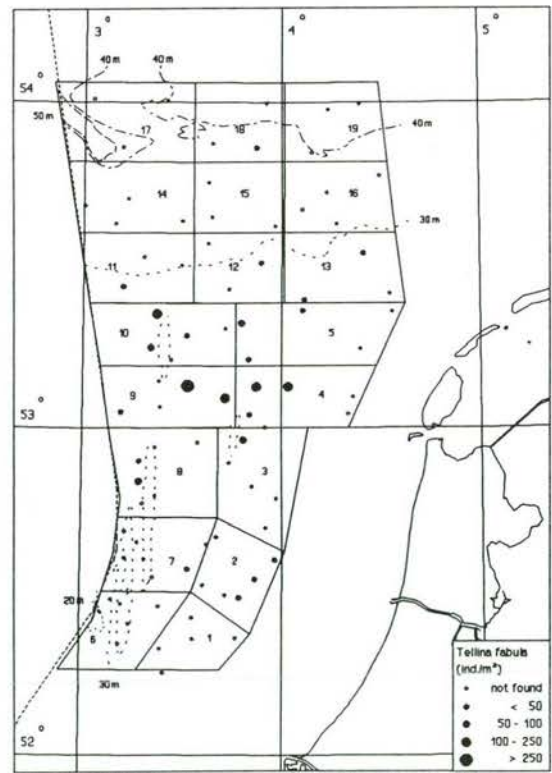 3° 4° 5°
40 m 40 m
54°
50 m 17 18 19 40 m
14 15 16
30 m
11 12 13
10 5
9 4
53°
8 3
7 2
20 m
6 1
30 m
52°
Tellina fabula
(ind./m²)
not found
< 50
50 - 100
100 - 250
> 250